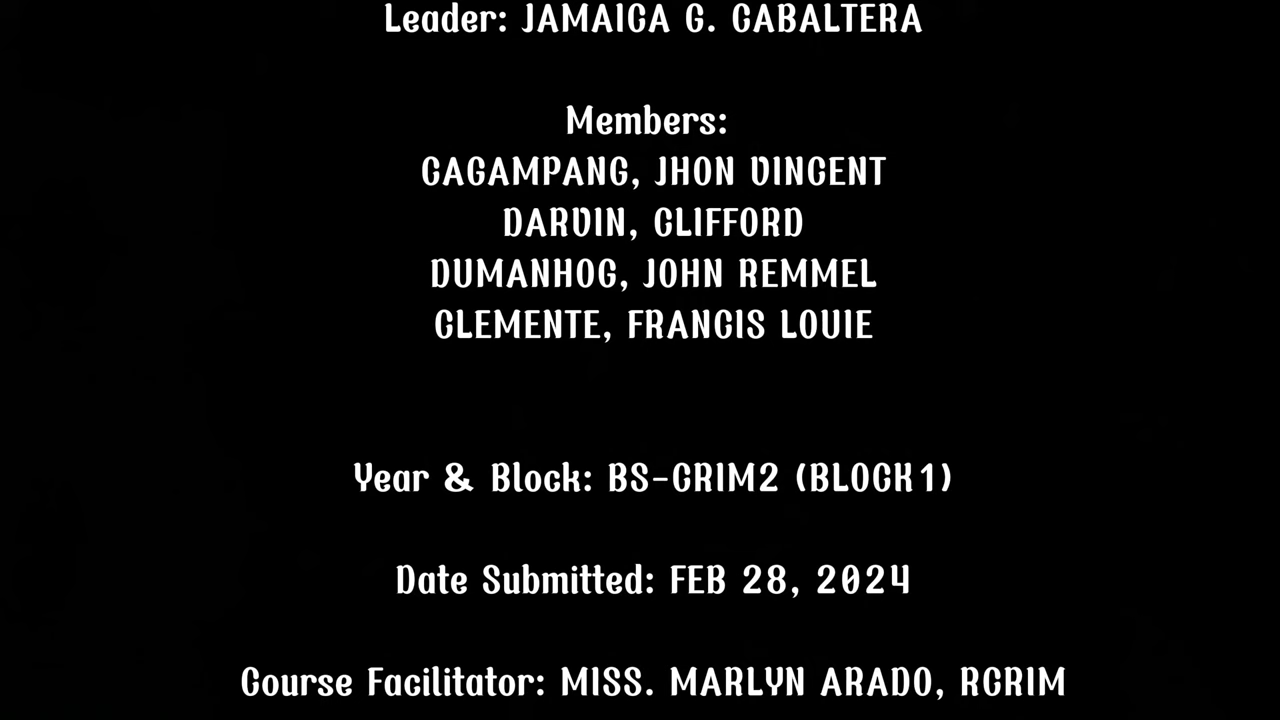 Leader: JAMAICA G. CABALTERA
Members:
CAGAMPANG, JHON VINCENT
DARVIN, CLIFFORD
DUMANHOG, JOHN REMMEL
CLEMENTE, FRANCIS LOUIE
Year & Block: BS-CRIM2 (BLOCK1)
Date Submitted: FEB 28, 2024
Course Facilitator: MISS. MARLYN ARADO, RCRIM